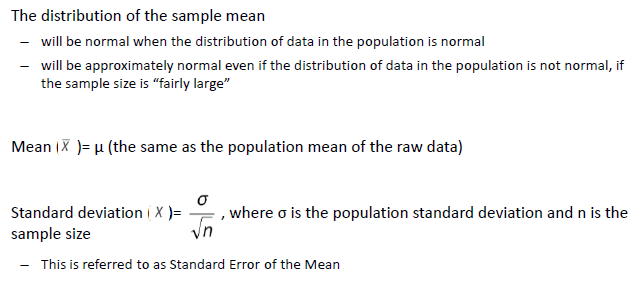 The distribution of the sample mean
– will be normal when the distribution of data in the population is normal
– will be approximately normal even if the distribution of data in the population is not normal, if
the sample size is “fairly large”
Mean ( x̄ )= µ (the same as the population mean of the raw data)
Standard deviation ( X )= σ/√n , where σ is the population standard deviation and n is the
sample size
– This is referred to as Standard Error of the Mean